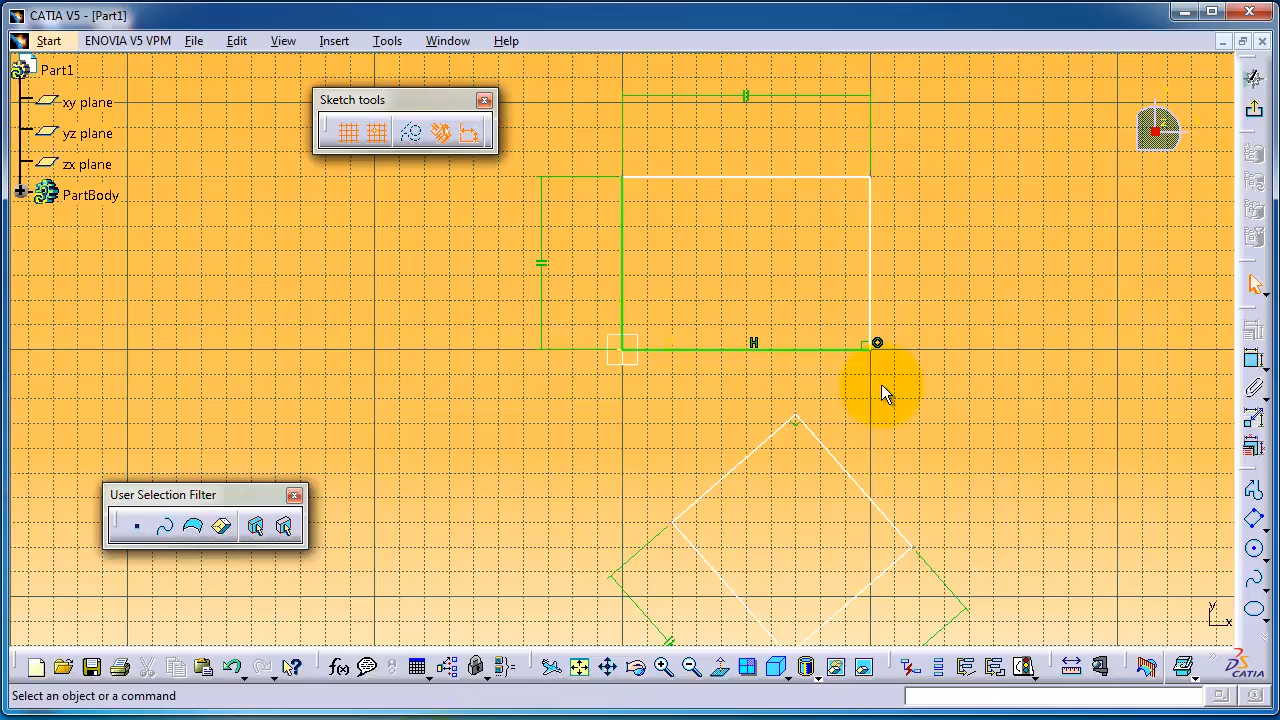 CATIA V5 - [Part1]
Start ENOVIA V5 VPM File Edit View Insert Tools Window Help
Part1
xy plane
yz plane
zx plane
PartBody
Sketch tools
H
User Selection Filter
y
x
f(x)
DS CATIA
Select an object or a command